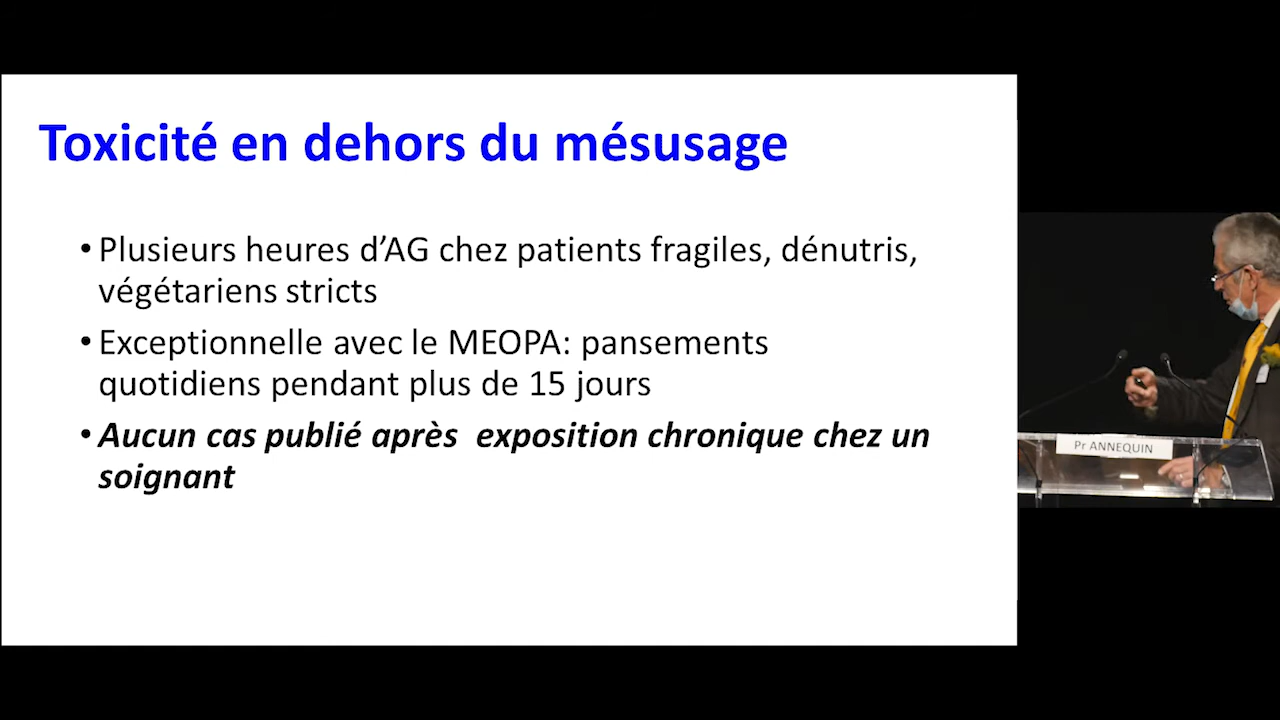 Toxicité en dehors du mésusage
• Plusieurs heures d’AG chez patients fragiles, dénutris,
végétariens stricts
• Exceptionnelle avec le MEOPA: pansements
quotidiens pendant plus de 15 jours
• Aucun cas publié après  exposition chronique chez un
soignant
Pr ANNEQUIN